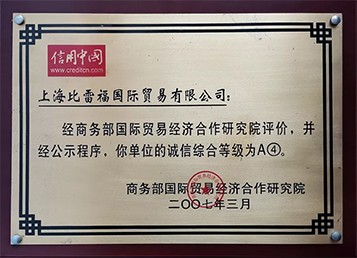 信用中國
www.creditcn.com
上海比雷福国际贸易有限公司：
经商务部国际贸易经济合作研究院评价，并
经公示程序，你单位的诚信综合等级为A④。
商务部国际贸易经济合作研究院
二〇〇七年三月